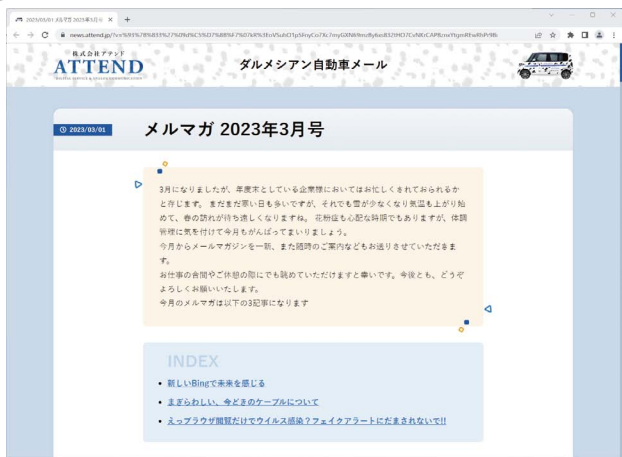 2023/03/01 メルマガ 2023年3月号
株式会社アテンド
ATTEND
ダルメシアン自動車メール
2023/03/01
メルマガ 2023年3月号
3月になりましたが、年度末としている企業様においてはお忙しくされておられるか
と存じます。 まだまだ寒い日も多いですが、それでも雪が少なくなり気温も上がり始
めて、春の訪れが待ち遠しくなりますね。 花粉症も心配な時期でもありますが、体調
管理に気を付けて今月もがんばってまいりましょう。
今月からメールマガジンを一新、また随時のご案内などもお送りさせていただきま
す。
お仕事の合間やご休憩の際にでも眺めていただけますと幸いです。今後とも、どうぞ
よろしくお願いいたします。
今月のメルマガは以下の3記事になります
INDEX
新しいBingで未来を感じる
まぎらわしい、今どきのケーブルについて
えっブラウザ閲覧だけでウイルス感染？フェイクアラートにだまされないで!!